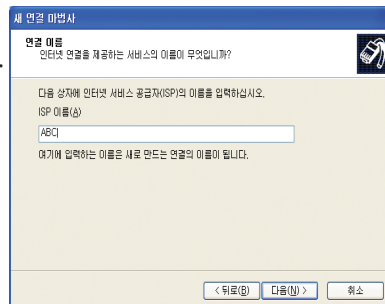 새 연결 마법사
연결 이름
인터넷 연결을 제공하는 서비스의 이름이 무엇입니까?
다음 상자에 인터넷 서비스 공급자(ISP)의 이름을 입력하십시오.
ISP 이름(A)
ABC
여기에 입력하는 이름은 새로 만드는 연결의 이름이 됩니다.
< 뒤로(B) 다음(N) > 취소